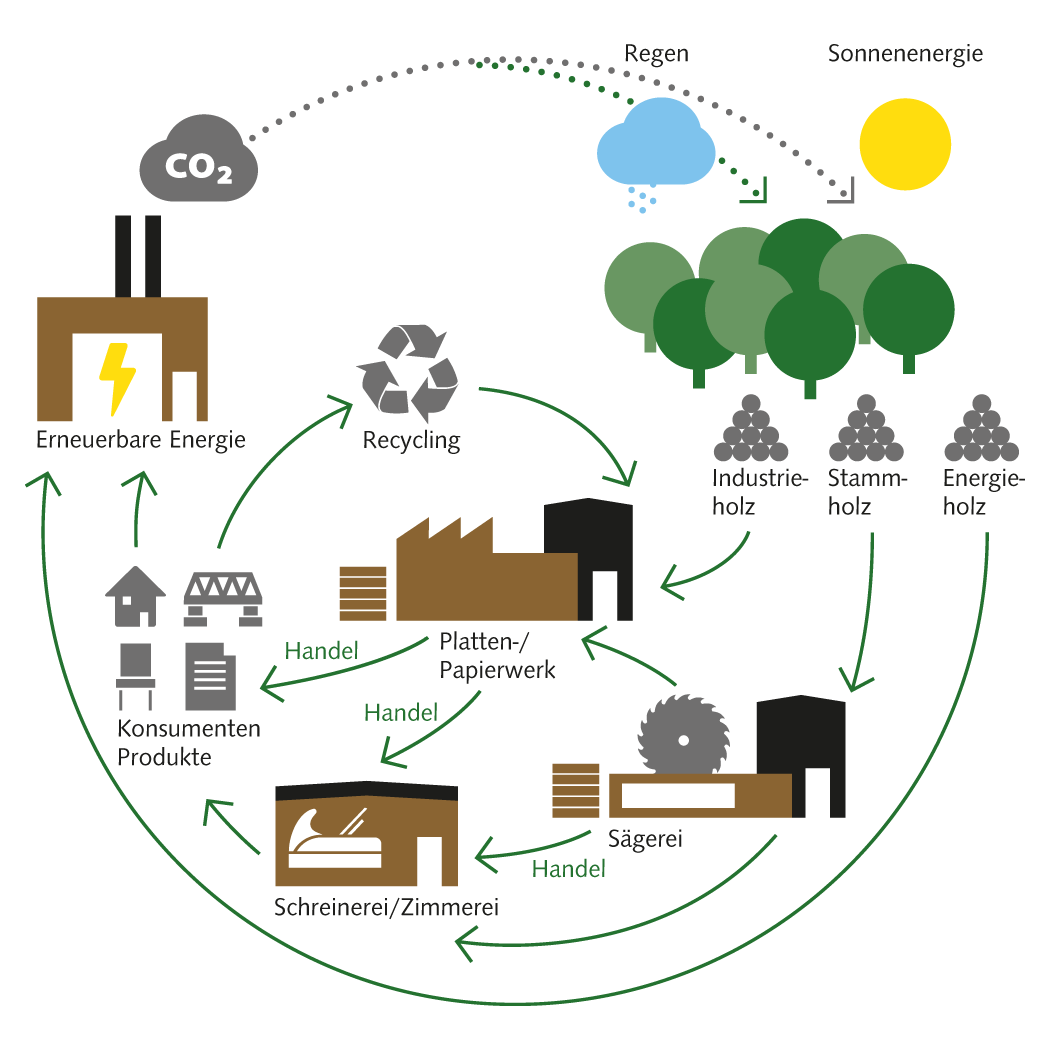 Regen
Sonnenenergie
CO₂
Erneuerbare Energie
Recycling
Industrie-
holz
Stamm-
holz
Energie-
holz
Handel
Platten-/
Papierwerk
Handel
Konsumenten
Produkte
Sägerei
Handel
Schreinerei/Zimmerei